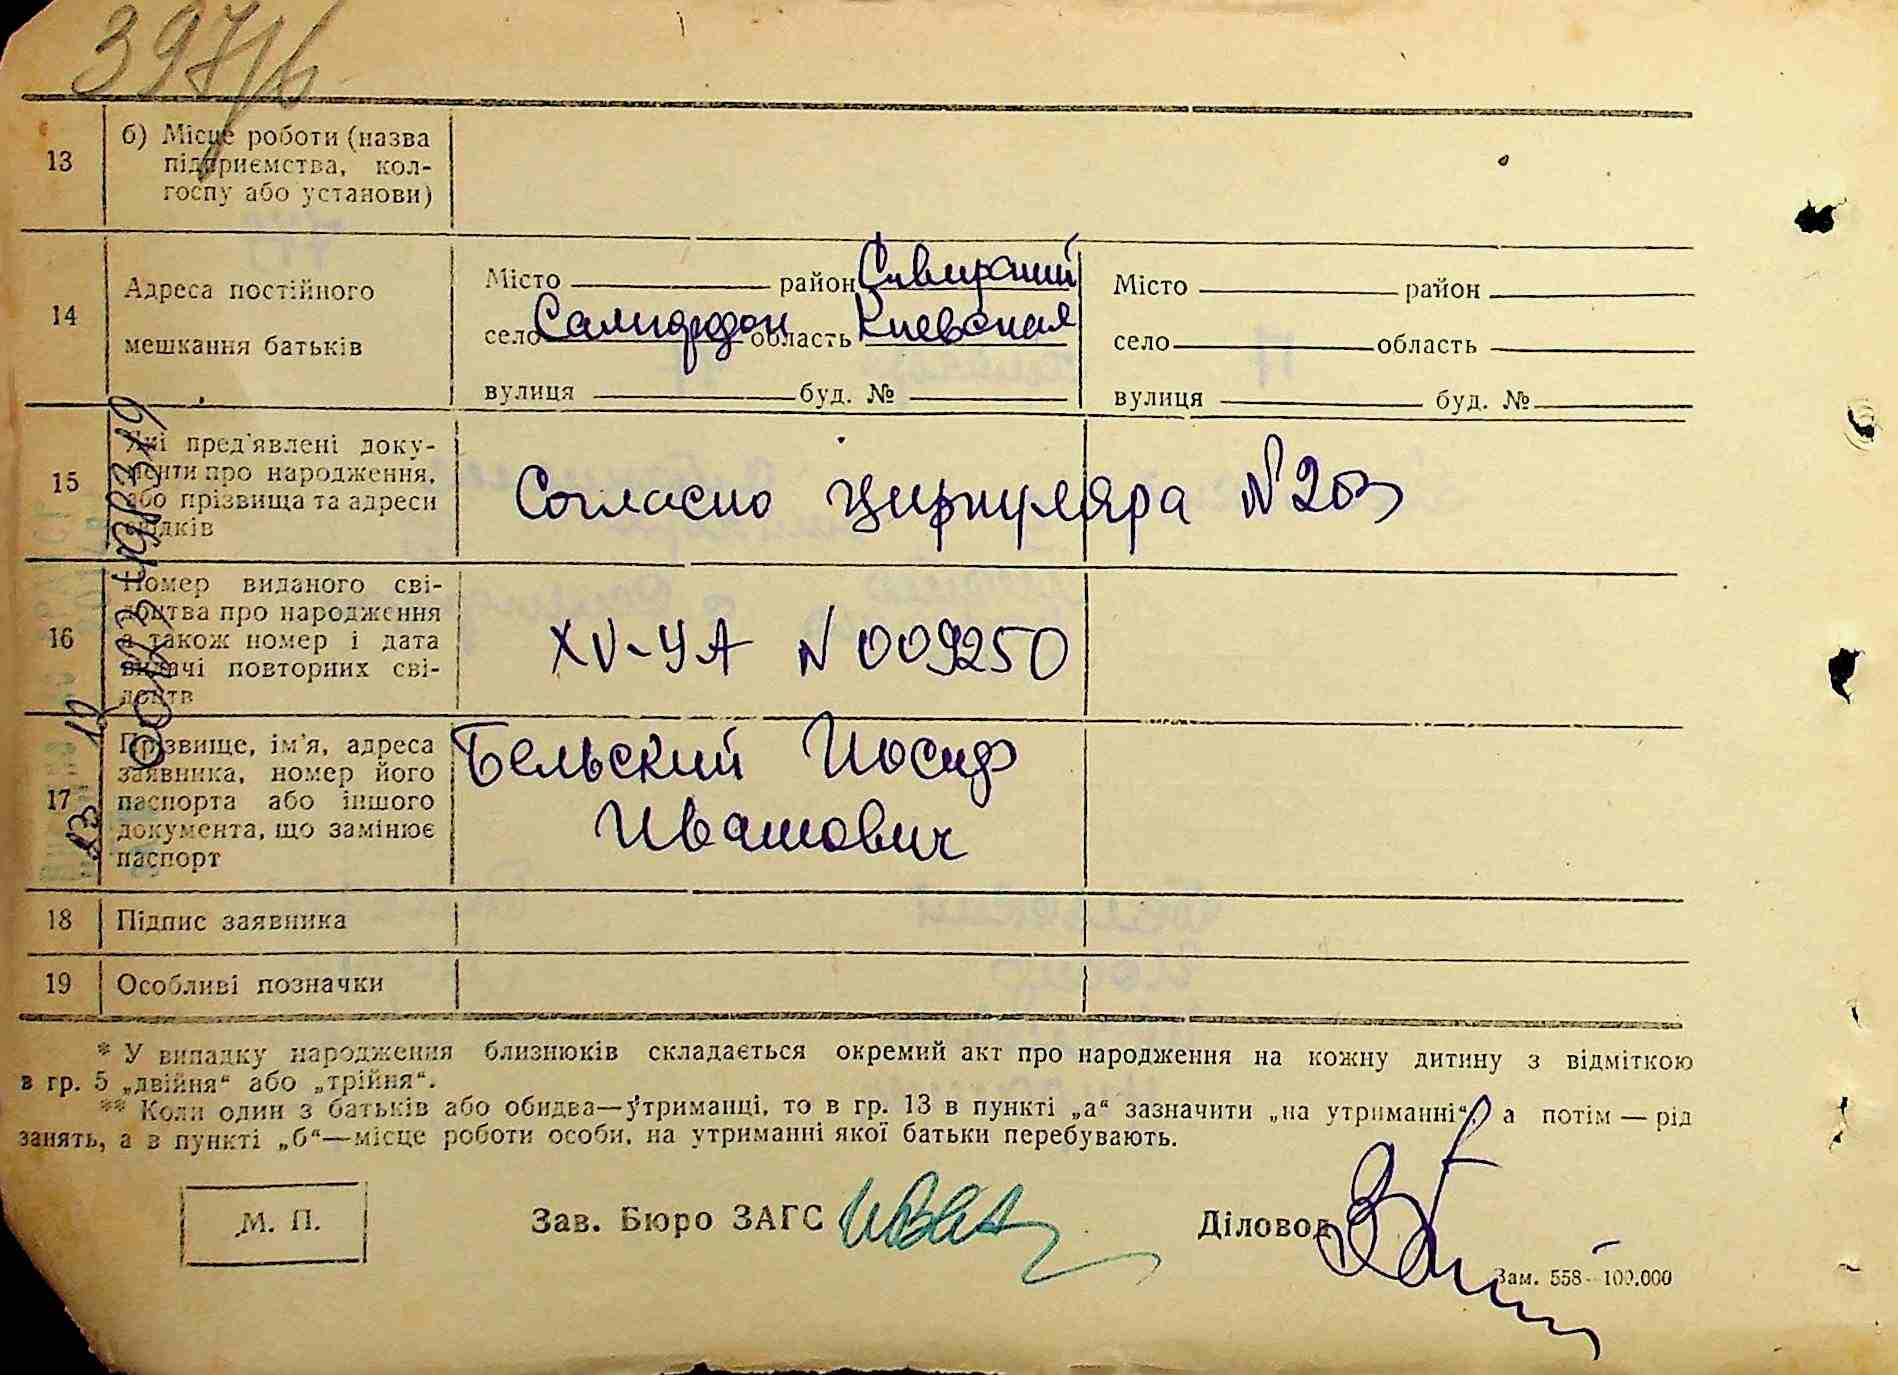 13
б) Місце роботи (назва
підприємства, кол-
госпу або установи)
14
Адреса постійного
мешкання батьків
Місто район
село Самгородок область Киевская
вулиця буд. №
Місто район
село область
вулиця буд. №
15
Які пред'явлені доку-
менти про народження,
або прізвища та адреси
свідків
Согласно циркуляра N 203
16
Номер виданого сві-
доцтва про народження
а також номер і дата
видачі повторних сві-
доцтв
XV-УА N 009250
17
Прізвище, ім'я, адреса
заявника, номер його
паспорта або іншого
документа, що замінює
паспорт
Бельский Иосиф
Иванович
18
Підпис заявника
19
Особливі позначки
* У випадку народження близнюків складається окремий акт про народження на кожну дитину з відміткою
в гр. 5 „двійня“ або „трійня“.
** Коли один з батьків або обидва—утриманці, то в гр. 13 в пункті „а“ зазначити „на утриманні“, а потім — рід
занять, а в пункті „б“—місце роботи особи, на утриманні якої батьки перебувають.
М. П.
Зав. Бюро ЗАГС
Діловод
Зам. 558—100.000